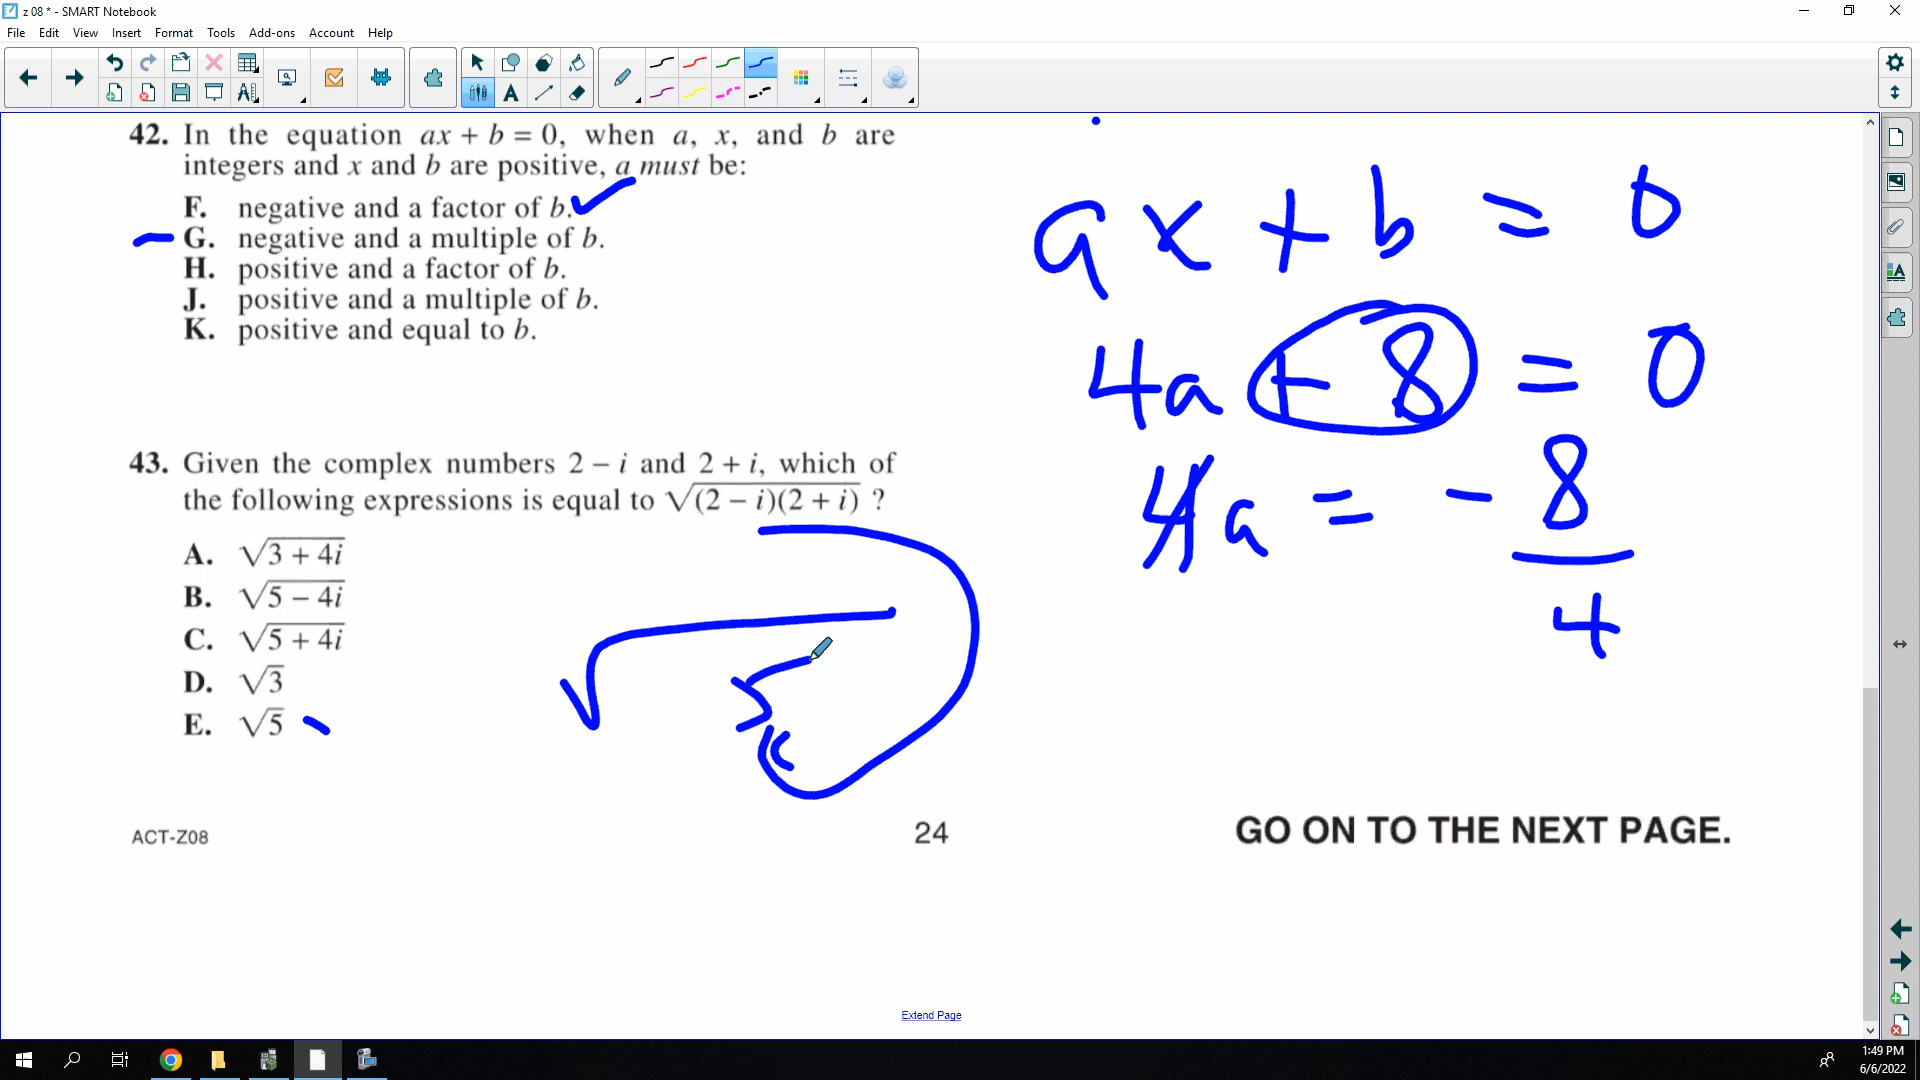 z 08 * - SMART Notebook
File Edit View Insert Format Tools Add-ons Account Help
42. In the equation ax + b = 0, when a, x, and b are
integers and x and b are positive, a must be:
F. negative and a factor of b.
G. negative and a multiple of b.
H. positive and a factor of b.
J. positive and a multiple of b.
K. positive and equal to b.
43. Given the complex numbers 2 − i and 2 + i, which of
the following expressions is equal to √(2 − i)(2 + i) ?
A. √3 + 4i
B. √5 − 4i
C. √5 + 4i
D. √3
E. √5
ax + b = 0
4a + 8 = 0
4a = - 8
4
√5
ACT-Z08
24
GO ON TO THE NEXT PAGE.
Extend Page
1:49 PM
6/6/2022